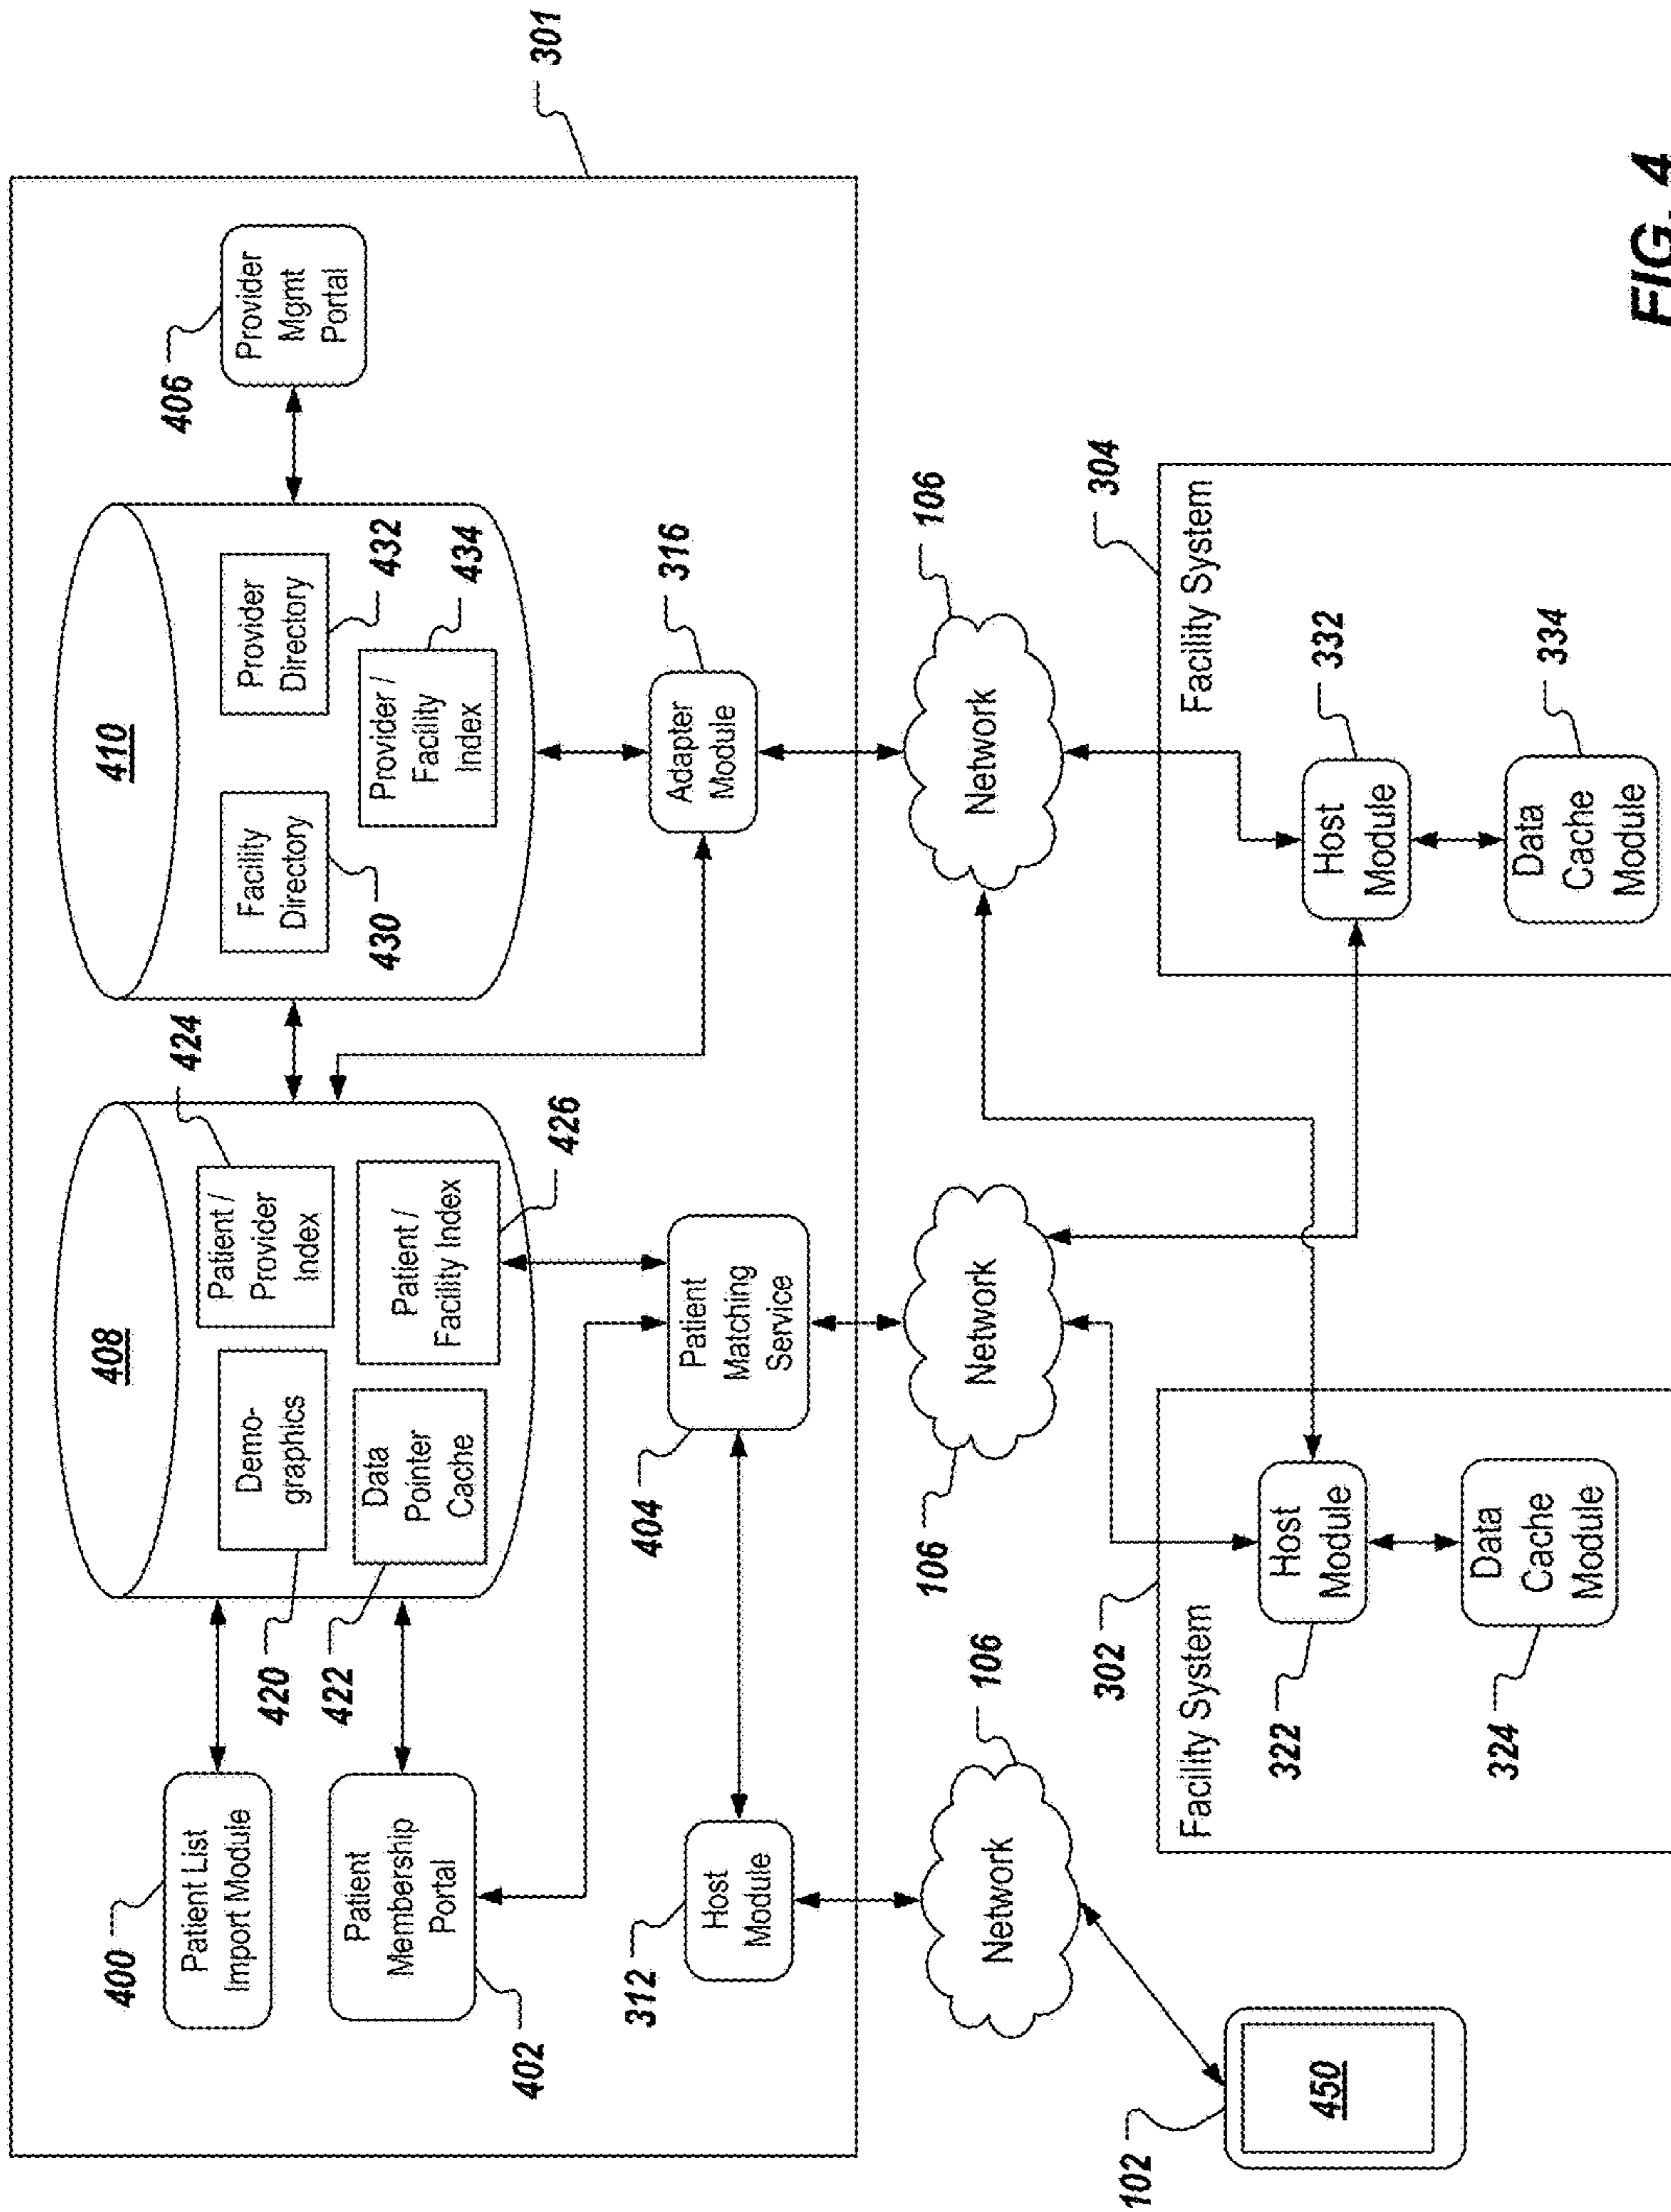 301
408
410
406
Provider
Mgmt
Portal
400
Patient List
Import Module
420
Demo-
graphics
424
Patient /
Provider
Index
430
Facility
Directory
432
Provider
Directory
402
Patient
Membership
Portal
422
Data
Pointer
Cache
426
Patient /
Facility Index
434
Provider /
Facility
Index
312
Host
Module
404
Patient
Matching
Service
316
Adapter
Module
106
Network
106
Network
106
Network
102
450
302
Facility System
322
Host
Module
324
Data
Cache
Module
304
Facility System
332
Host
Module
334
Data
Cache
Module
FIG. 4